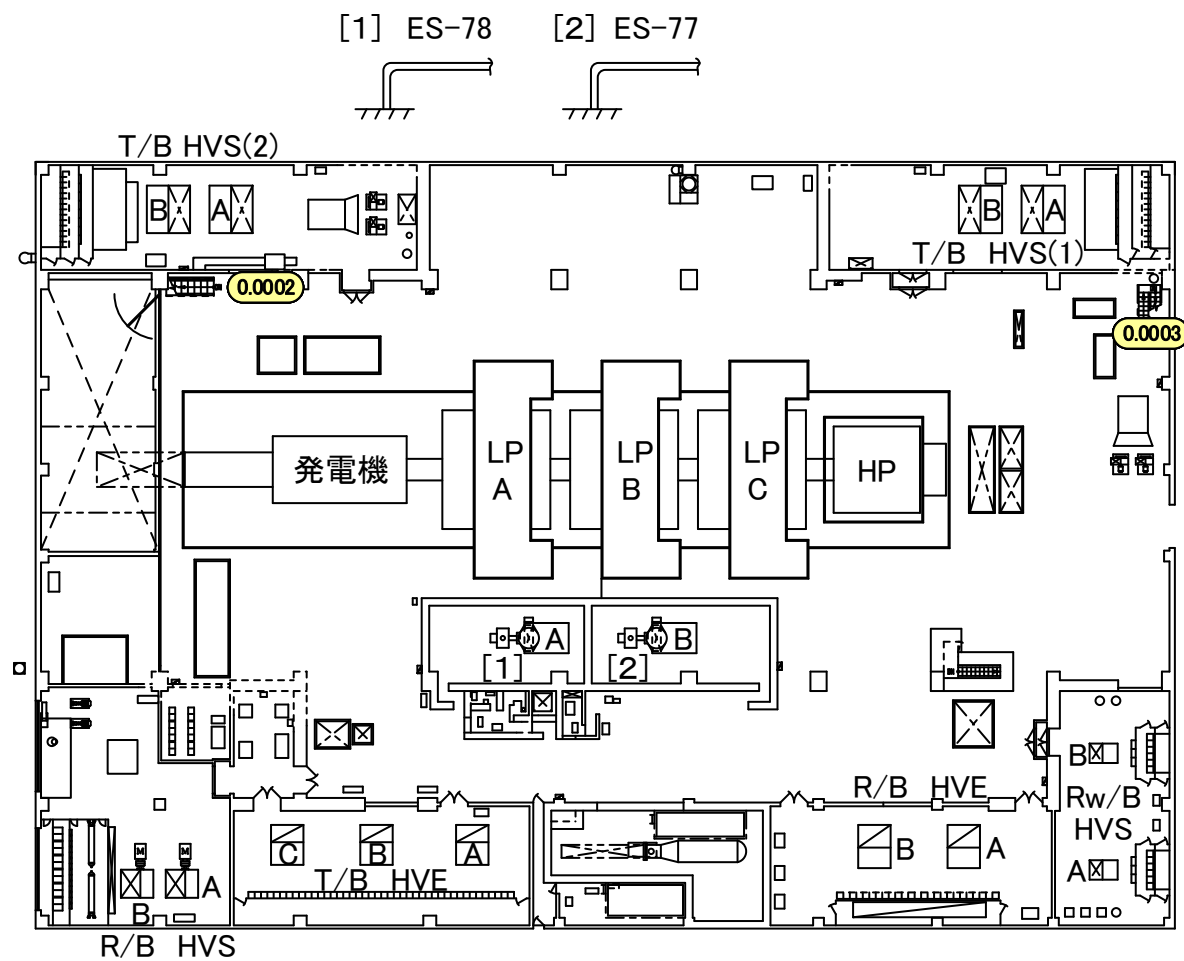 [1] ES-78
[2] ES-77
T/B HVS(2)
B
A
B
A
T/B HVS(1)
0.0002
0.0003
LP
A
LP
B
LP
C
発電機
HP
A
B
[1]
[2]
R/B HVE
B
Rw/B
HVS
C
B
A
B
A
A
T/B HVE
M
M
A
B
R/B HVS